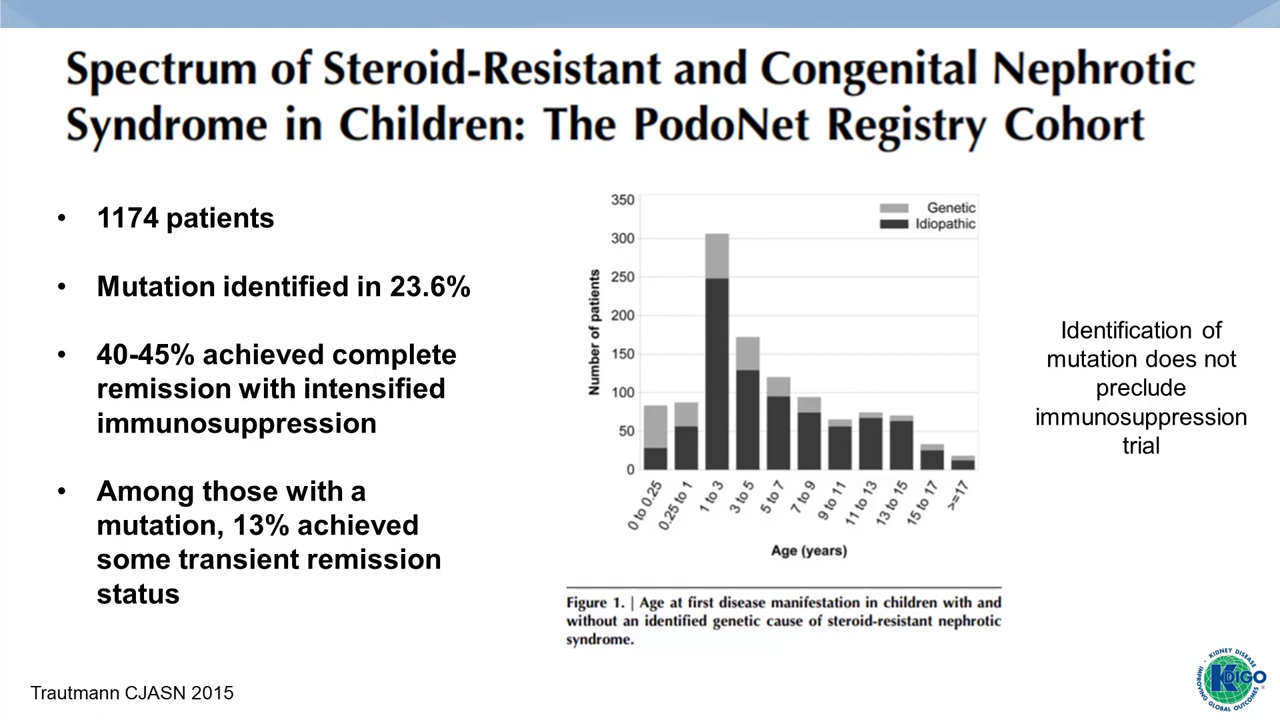 Spectrum of Steroid-Resistant and Congenital Nephrotic
Syndrome in Children: The PodoNet Registry Cohort
• 1174 patients
• Mutation identified in 23.6%
• 40-45% achieved complete
remission with intensified
immunosuppression
• Among those with a
mutation, 13% achieved
some transient remission
status
Number of patients
350
300
250
200
150
100
50
0
Genetic
Idiopathic
0 to 0.25
0.25 to 1
1 to 3
3 to 5
5 to 7
7 to 9
9 to 11
11 to 13
13 to 15
15 to 17
>=17
Age (years)
Figure 1. | Age at first disease manifestation in children with and
without an identified genetic cause of steroid-resistant nephrotic
syndrome.
Identification of
mutation does not
preclude
immunosuppression
trial
Trautmann CJASN 2015
KIDNEY DISEASE
KDIGO
IMPROVING GLOBAL OUTCOMES
®